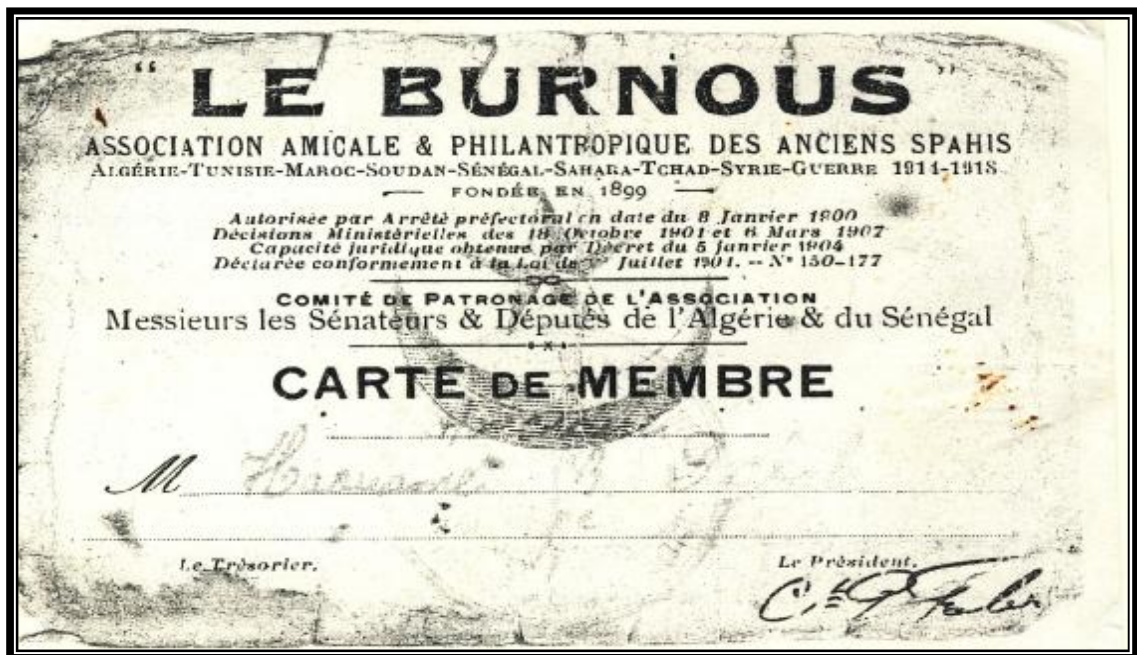 “ LE BURNOUS ”
ASSOCIATION AMICALE & PHILANTROPIQUE DES ANCIENS SPAHIS
ALGÉRIE-TUNISIE-MAROC-SOUDAN-SÉNÉGAL-SAHARA-TCHAD-SYRIE-GUERRE 1914-1918
FONDÉE EN 1899
Autorisée par Arrêté préfectoral en date du 8 Janvier 1900
Décisions Ministérielles des 18 Octobre 1901 et 6 Mars 1907
Capacité juridique obtenue par Décret du 5 janvier 1904
Déclarée conformement à la Loi de 1er Juillet 1901. -- N° 150-177
COMITÉ DE PATRONAGE DE L'ASSOCIATION
Messieurs les Sénateurs & Députés de l'Algérie & du Sénégal
CARTE DE MEMBRE
M
Le Trésorier.
Le Président.